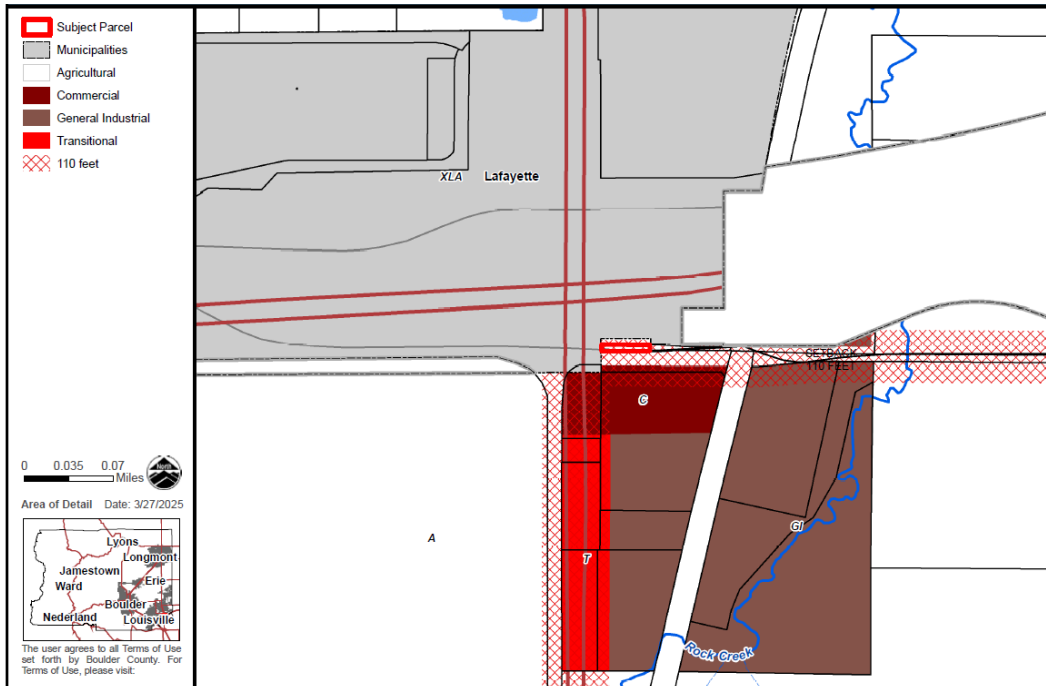 Subject Parcel
Municipalities
Agricultural
Commercial
General Industrial
Transitional
110 feet
0 0.035 0.07
Miles
North
Area of Detail Date: 3/27/2025
Lyons
Longmont
Jamestown
Ward
Erie
Boulder
Nederland
Louisville
The user agrees to all Terms of Use
set forth by Boulder County. For
Terms of Use, please visit:
XLA Lafayette
SETBACK
110 FEET
C
A
GI
T
Rock Creek